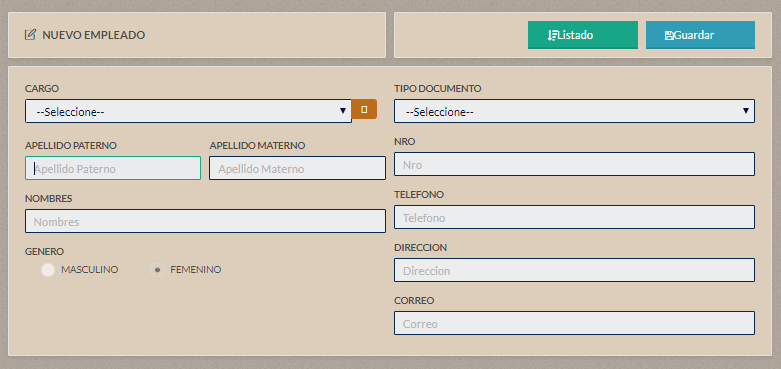 NUEVO EMPLEADO
Listado
Guardar
CARGO
--Seleccione--
APELLIDO PATERNO
APELLIDO MATERNO
Apellido Paterno
Apellido Materno
NOMBRES
Nombres
GENERO
MASCULINO
FEMENINO
TIPO DOCUMENTO
--Seleccione--
NRO
Nro
TELEFONO
Telefono
DIRECCION
Direccion
CORREO
Correo